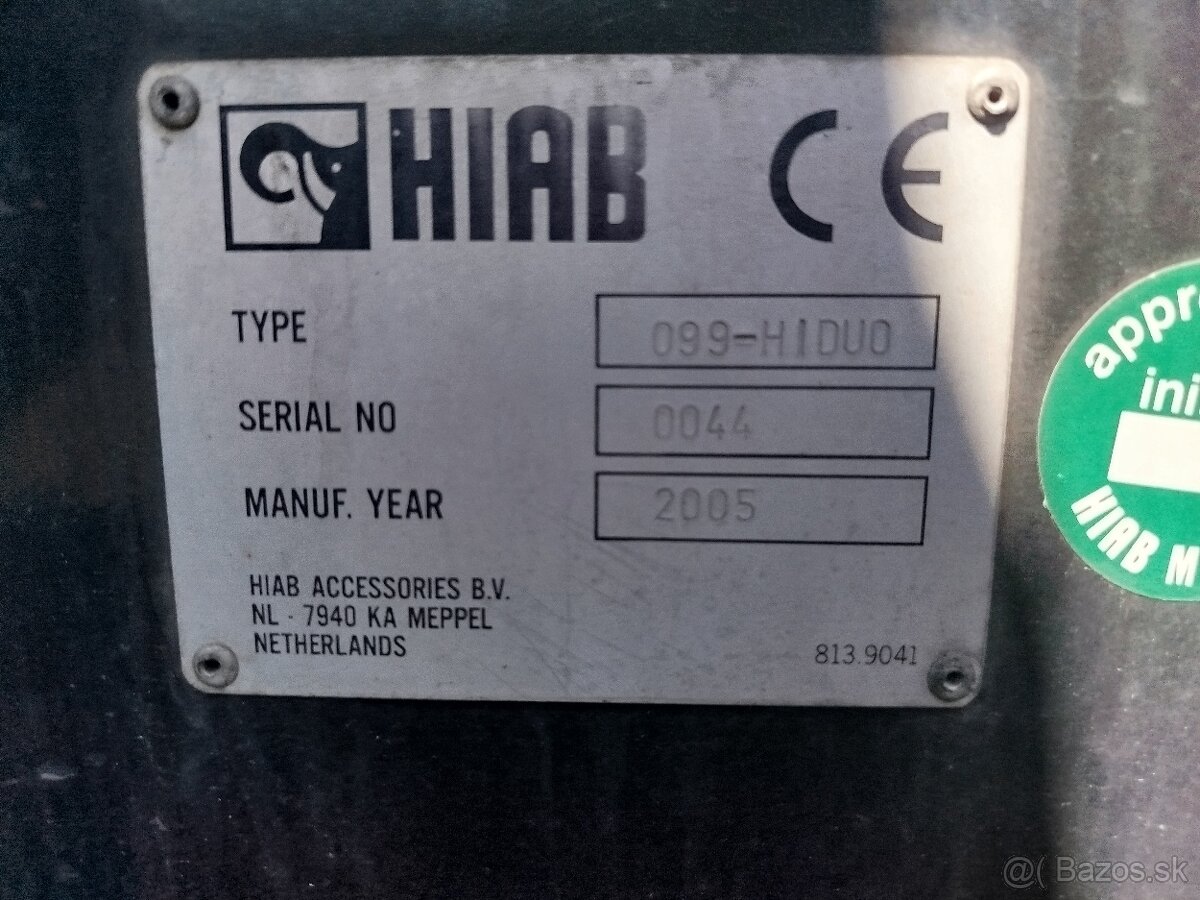 HIAB CE
TYPE 099-HIDUO
SERIAL NO 0044
MANUF. YEAR 2005
HIAB ACCESSORIES B.V.
NL - 7940 KA MEPPEL
NETHERLANDS
813.9041
appr
ini
HIAB M
@( Bazos.sk